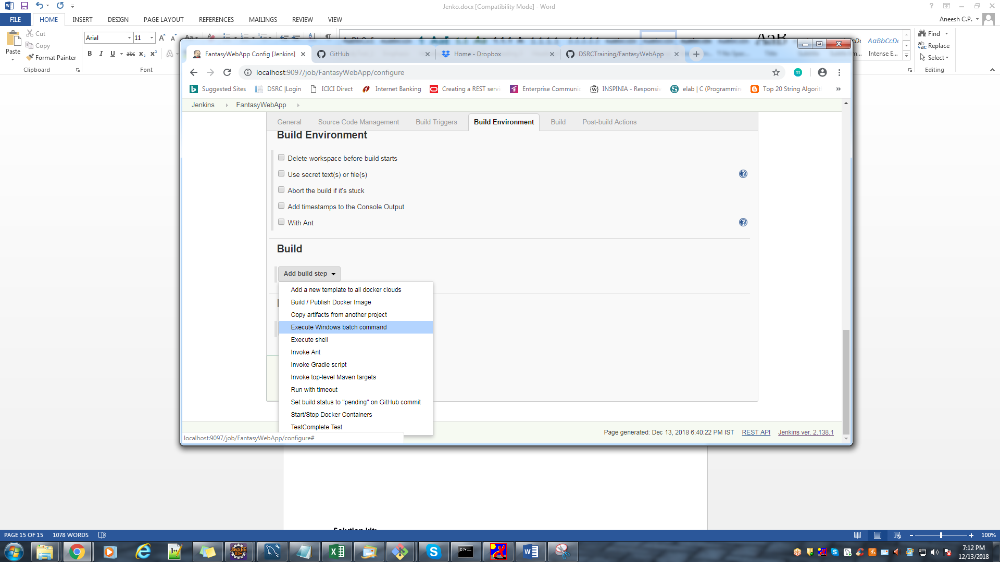 Jenko.docx [Compatibility Mode] - Word
FILE HOME INSERT DESIGN PAGE LAYOUT REFERENCES MAILINGS REVIEW VIEW
Aneesh C.P.
Paste
Cut
Copy
Format Painter
Clipboard
Arial
11
B I U abc x₂ x²
Font
Intense E...
Find
Replace
Select
Editing
FantasyWebApp Config [Jenkins]
GitHub
Home - Dropbox
DSRCTraining/FantasyWebApp
localhost:9097/job/FantasyWebApp/configure
Suggested Sites
DSRC |Login
ICICI Direct
Internet Banking
Creating a REST servi
Enterprise Communic
INSPINIA - Responsiv
elab | C (Programmin
Top 20 String Algorit
Jenkins
FantasyWebApp
General
Source Code Management
Build Triggers
Build Environment
Build
Post-build Actions
Build Environment
Delete workspace before build starts
Use secret text(s) or file(s)
Abort the build if it's stuck
Add timestamps to the Console Output
With Ant
Build
Add build step
Add a new template to all docker clouds
Build / Publish Docker Image
Copy artifacts from another project
Execute Windows batch command
Execute shell
Invoke Ant
Invoke Gradle script
Invoke top-level Maven targets
Run with timeout
Set build status to "pending" on GitHub commit
Start/Stop Docker Containers
TestComplete Test
Page generated: Dec 13, 2018 6:40:22 PM IST
REST API
Jenkins ver. 2.138.1
localhost:9097/job/FantasyWebApp/configure#
PAGE 15 OF 15
1078 WORDS
100%
7:12 PM
12/13/2018